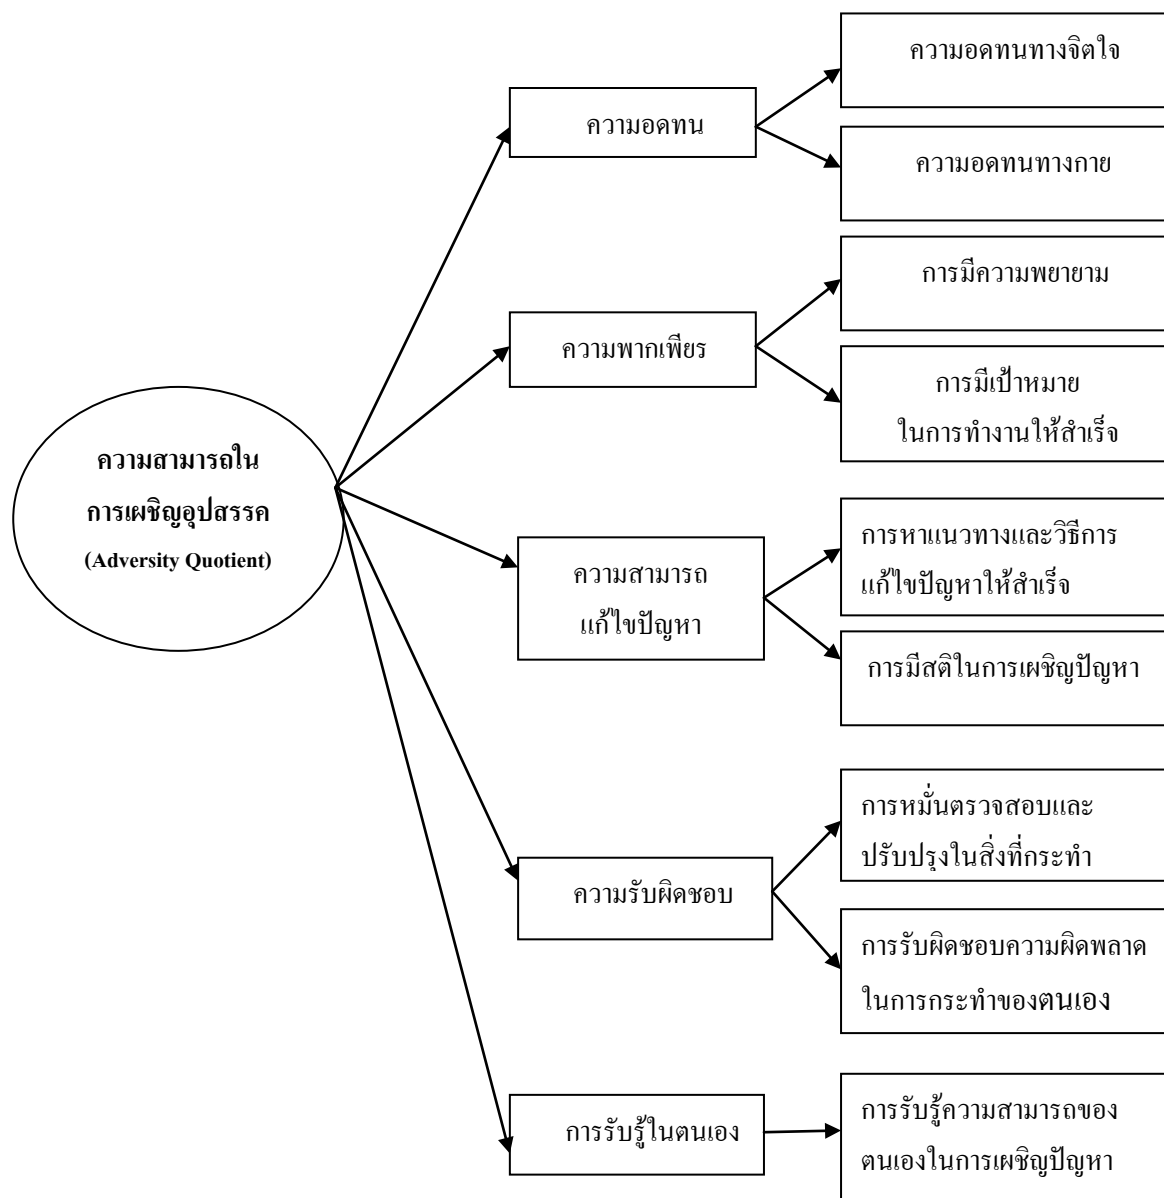 ความสามารถใน
การเผชิญอุปสรรค
(Adversity Quotient)
ความอดทน
ความอดทนทางจิตใจ
ความอดทนทางกาย
ความพากเพียร
การมีความพยายาม
การมีเป้าหมาย
ในการทำงานให้สำเร็จ
ความสามารถ
แก้ไขปัญหา
การหาแนวทางและวิธีการ
แก้ไขปัญหาให้สำเร็จ
การมีสติในการเผชิญปัญหา
ความรับผิดชอบ
การหมั่นตรวจสอบและ
ปรับปรุงในสิ่งที่กระทำ
การรับผิดชอบความผิดพลาด
ในการกระทำของตนเอง
การรับรู้ในตนเอง
การรับรู้ความสามารถของ
ตนเองในการเผชิญปัญหา